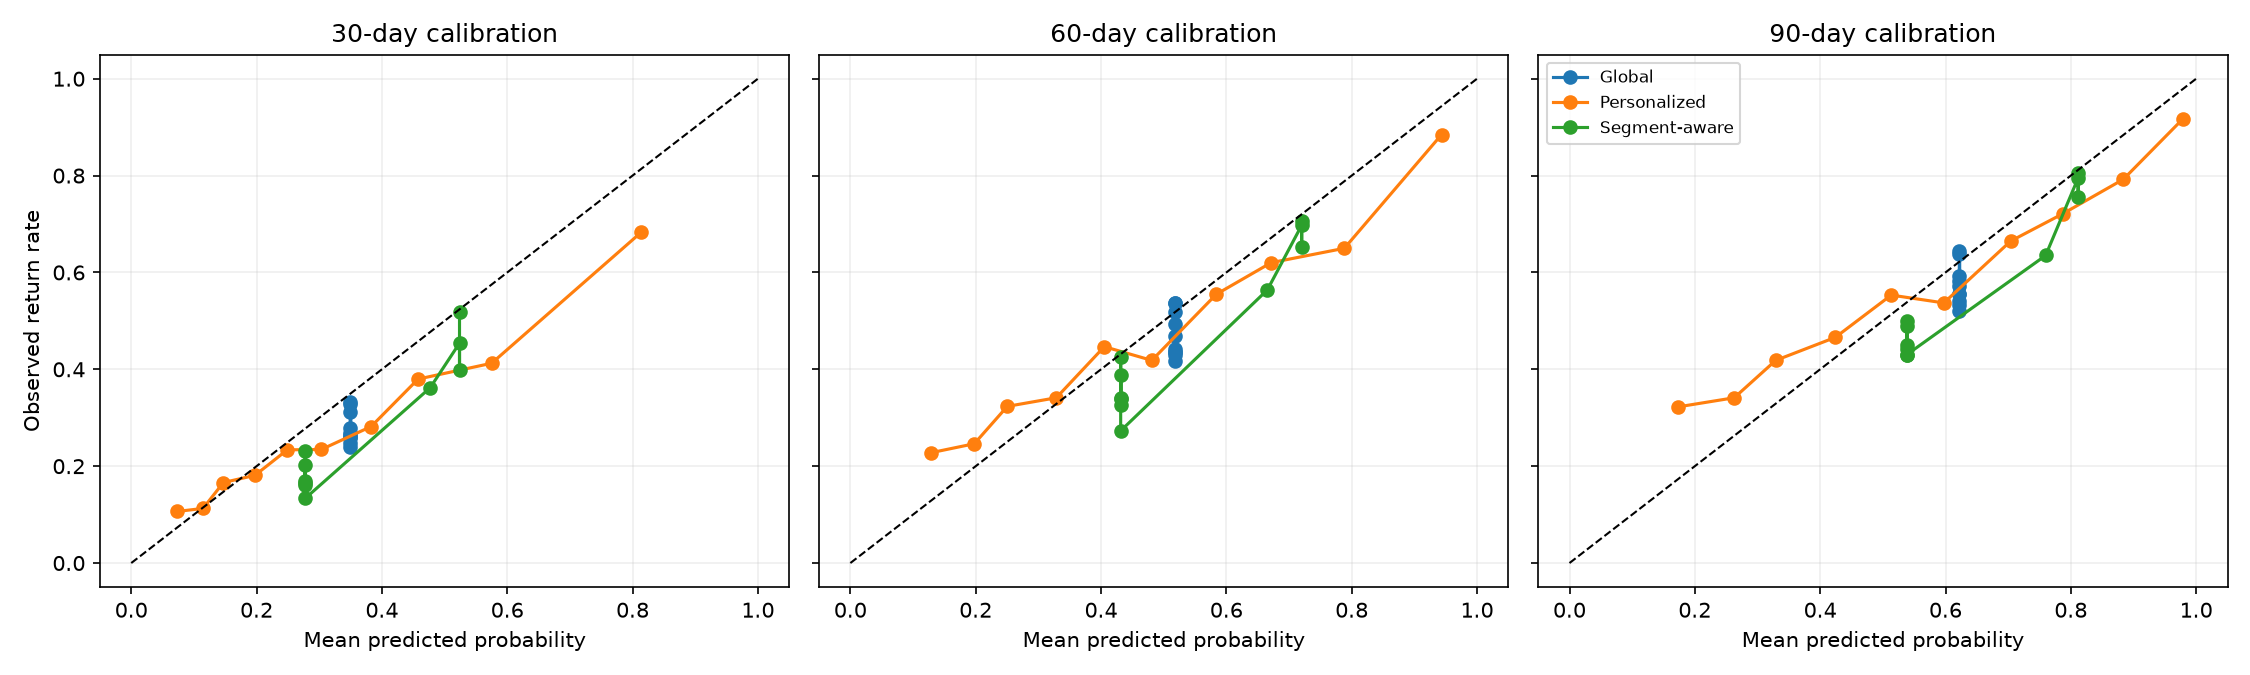 30-day calibration
60-day calibration
90-day calibration
Observed return rate
1.0
0.8
0.6
0.4
0.2
0.0
Global
Personalized
Segment-aware
0.0 0.2 0.4 0.6 0.8 1.0
0.0 0.2 0.4 0.6 0.8 1.0
0.0 0.2 0.4 0.6 0.8 1.0
Mean predicted probability
Mean predicted probability
Mean predicted probability